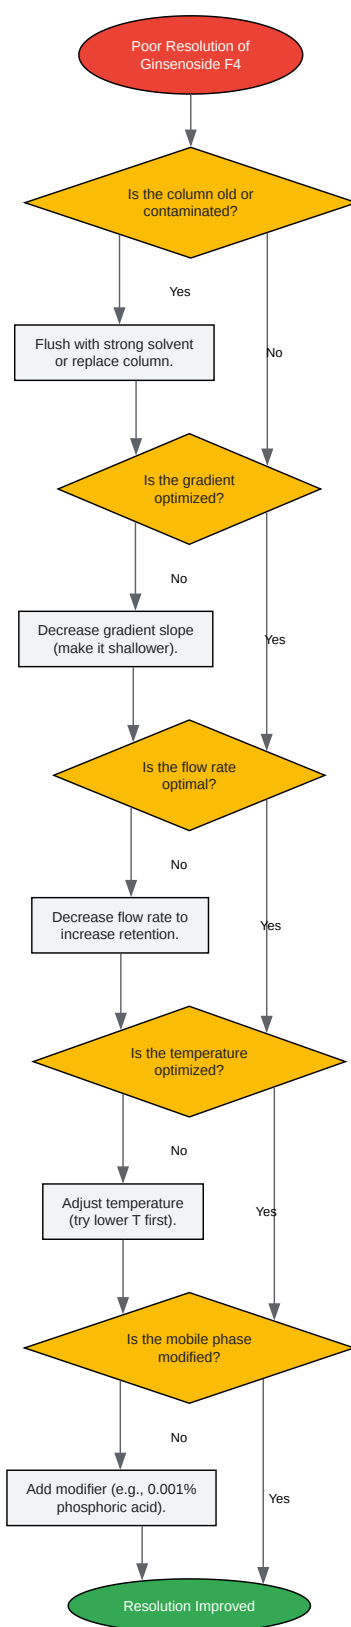 Poor Resolution of
Ginsenoside F4
Is the column old or
contaminated?
Yes
Flush with strong solvent
or replace column.
No
Is the gradient
optimized?
No
Decrease gradient slope
(make it shallower).
Yes
Is the flow rate
optimal?
No
Decrease flow rate to
increase retention.
Yes
Is the temperature
optimized?
No
Adjust temperature
(try lower T first).
Yes
Is the mobile phase
modified?
No
Add modifier (e.g., 0.001%
phosphoric acid).
Yes
Resolution Improved